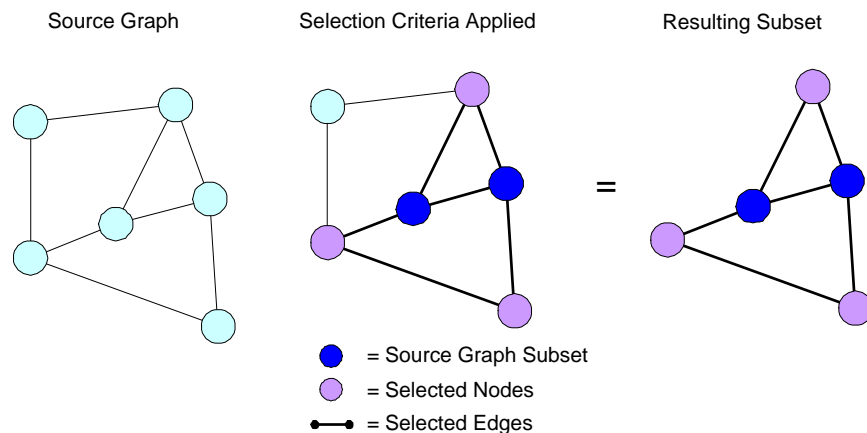 Source Graph
Selection Criteria Applied
Resulting Subset
=
= Source Graph Subset
= Selected Nodes
= Selected Edges